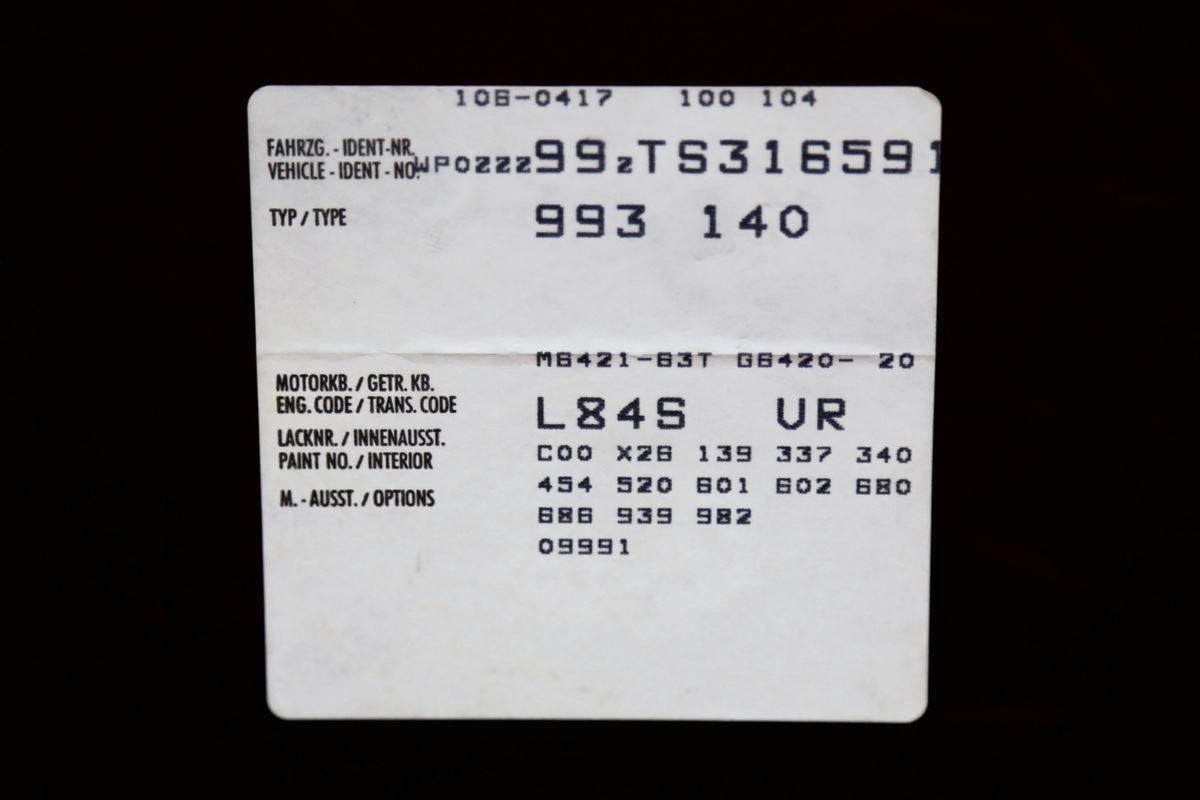 106-0417 100 104
FAHRZG. - IDENT-NR.
VEHICLE - IDENT - NO. WP0ZZZ99ZTS316591
TYP / TYPE 993 140
M6421-63T G6420- 20
MOTORKB. / GETR. KB.
ENG. CODE / TRANS. CODE L84S VR
LACKNR. / INNENAUSST.
PAINT NO. / INTERIOR C00 X26 139 337 340
M. - AUSST. / OPTIONS 454 520 601 602 680
686 939 982
09991